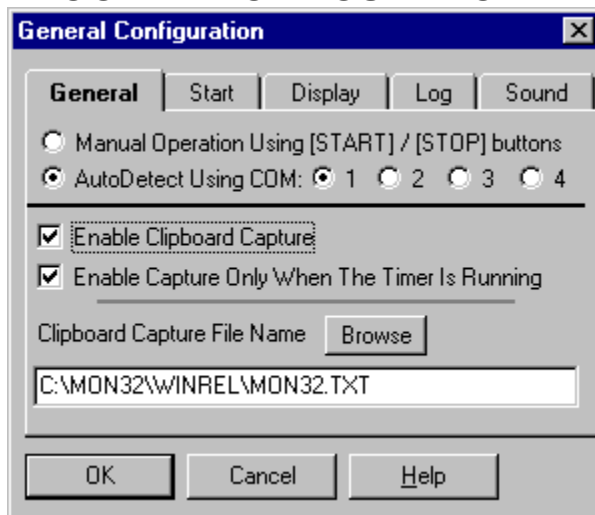 General Configuration
General Start Display Log Sound
Manual Operation Using [START] / [STOP] buttons
AutoDetect Using COM: 1 2 3 4
Enable Clipboard Capture
Enable Capture Only When The Timer Is Running
Clipboard Capture File Name Browse
C:\MON32\WINREL\MON32.TXT
OK Cancel Help